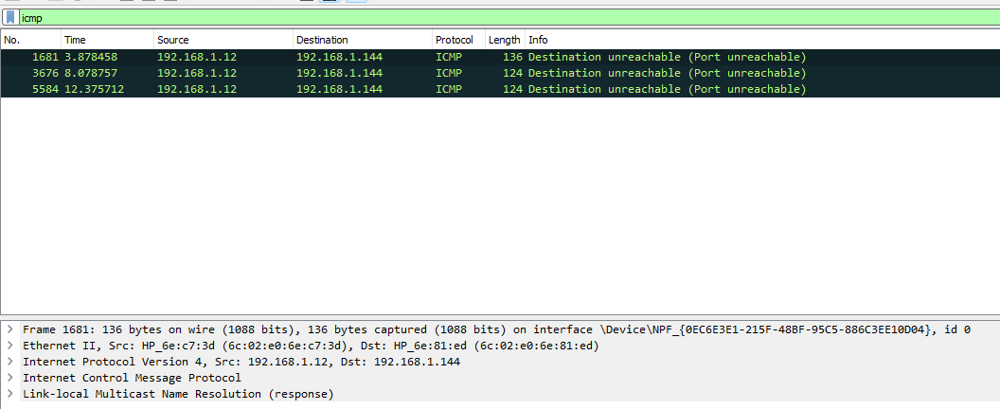 icmp
No. Time Source Destination Protocol Length Info
1681 3.878458 192.168.1.12 192.168.1.144 ICMP 136 Destination unreachable (Port unreachable)
3676 8.078757 192.168.1.12 192.168.1.144 ICMP 124 Destination unreachable (Port unreachable)
5584 12.375712 192.168.1.12 192.168.1.144 ICMP 124 Destination unreachable (Port unreachable)
Frame 1681: 136 bytes on wire (1088 bits), 136 bytes captured (1088 bits) on interface \Device\NPF_{0EC6E3E1-215F-48BF-95C5-886C3EE10D04}, id 0
Ethernet II, Src: HP_6e:c7:3d (6c:02:e0:6e:c7:3d), Dst: HP_6e:81:ed (6c:02:e0:6e:81:ed)
Internet Protocol Version 4, Src: 192.168.1.12, Dst: 192.168.1.144
Internet Control Message Protocol
Link-local Multicast Name Resolution (response)